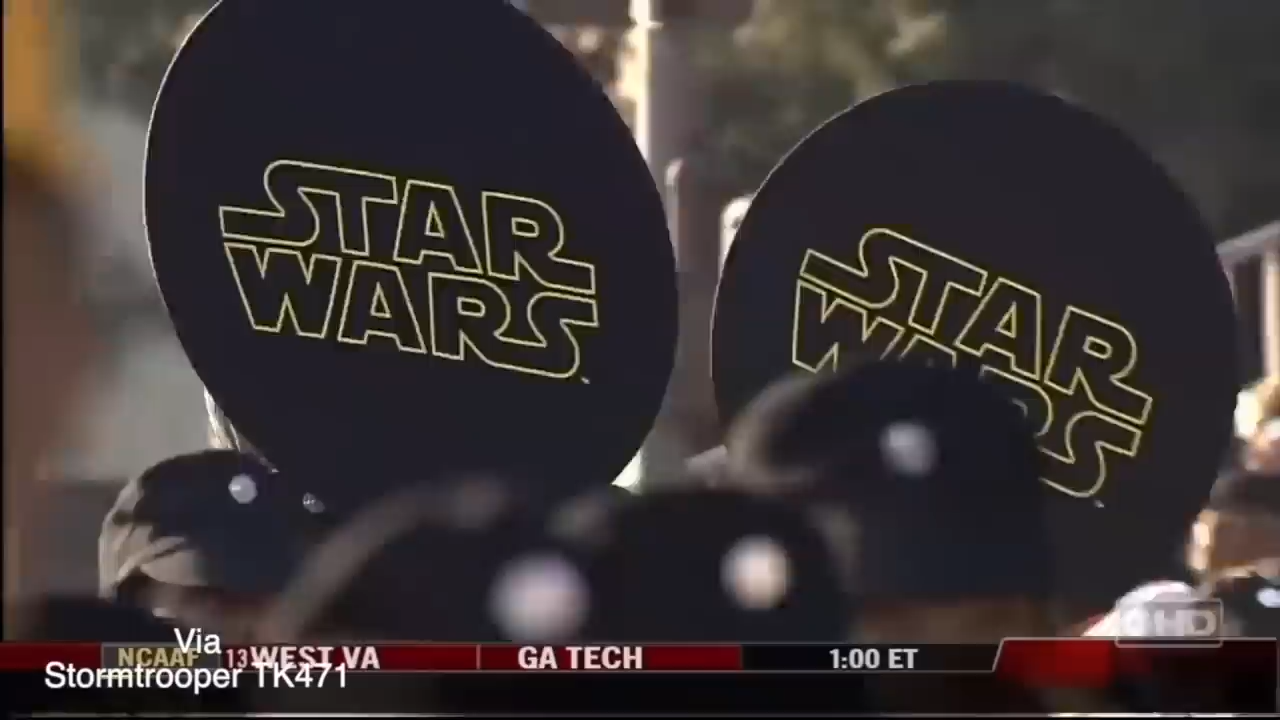 STAR
WARS
STAR
WARS
HD
NCAAF 13 WEST VA GA TECH 1:00 ET
Via
Stormtrooper TK471